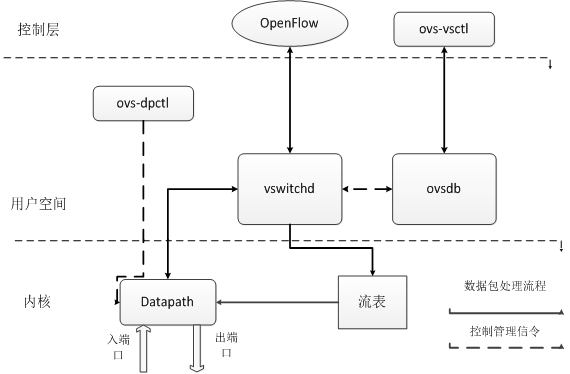 控制层
OpenFlow
ovs-vsctl
ovs-dpctl
vswitchd
ovsdb
用户空间
内核
Datapath
流表
数据包处理流程
控制管理信令
入端
口
出端
口